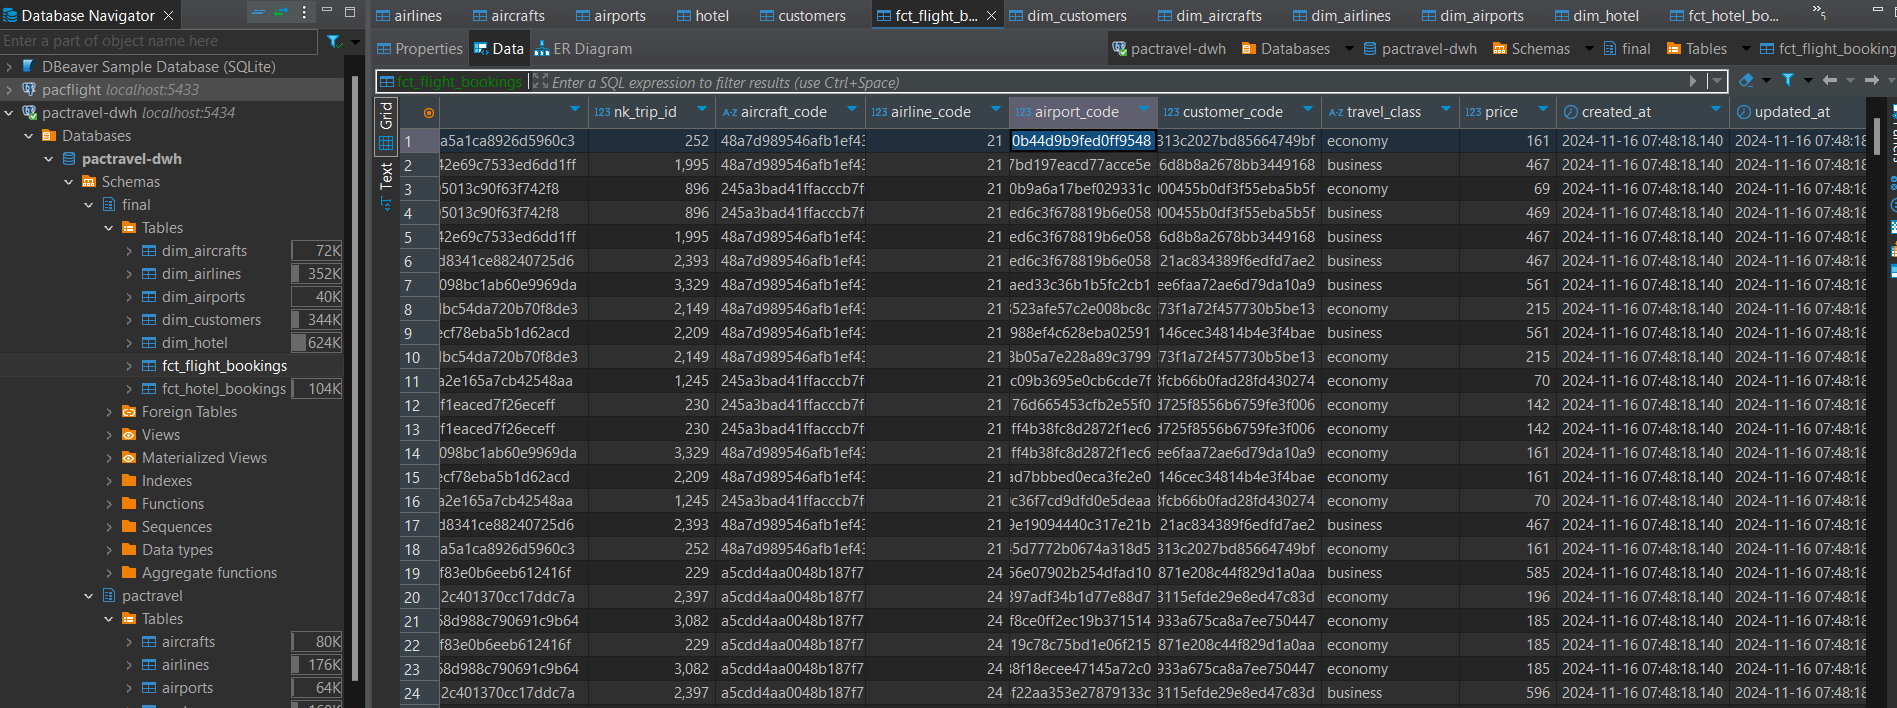 Database Navigator
airlines aircrafts airports hotel customers fct_flight_b... dim_customers dim_aircrafts dim_airlines dim_airports dim_hotel fct_hotel_bo... 5
Enter a part of object name here
Properties Data ER Diagram pactravel-dwh Databases pactravel-dwh Schemas final Tables fct_flight_booking
DBeaver Sample Database (SQLite)
pacflight localhost:5433
fct_flight_bookings Enter a SQL expression to filter results (use Ctrl+Space)
pactravel-dwh localhost:5434
Databases
pactravel-dwh
Schemas
final
Tables
dim_aircrafts 72K
dim_airlines 352K
dim_airports 40K
dim_customers 344K
dim_hotel 624K
fct_flight_bookings
fct_hotel_bookings 104K
Foreign Tables
Views
Materialized Views
Indexes
Functions
Sequences
Data types
Aggregate functions
pactravel
Tables
aircrafts 80K
airlines 176K
airports 64K
Grid
Text
123 nk_trip_id A-Z aircraft_code 123 airline_code 123 airport_code 123 customer_code A-Z travel_class 123 price created_at updated_at
1 a5a1ca8926d5960c3 252 48a7d989546afb1ef43 21 0b44d9b9fed0ff9548 313c2027bd85664749bf economy 161 2024-11-16 07:48:18.140 2024-11-16 07:48:18
2 42e69c7533ed6dd1ff 1,995 48a7d989546afb1ef43 21 7bd197eacd77acce5e 6d8b8a2678bb3449168 business 467 2024-11-16 07:48:18.140 2024-11-16 07:48:18
3 05013c90f63f742f8 896 245a3bad41ffacccb7f 21 0b9a6a17bef029331c 000455b0df3f55eba5b5f economy 69 2024-11-16 07:48:18.140 2024-11-16 07:48:18
4 05013c90f63f742f8 896 245a3bad41ffacccb7f 21 ed6c3f678819b6e058 000455b0df3f55eba5b5f business 469 2024-11-16 07:48:18.140 2024-11-16 07:48:18
5 42e69c7533ed6dd1ff 1,995 48a7d989546afb1ef43 21 ed6c3f678819b6e058 6d8b8a2678bb3449168 business 467 2024-11-16 07:48:18.140 2024-11-16 07:48:18
6 d8341ce88240725d6 2,393 48a7d989546afb1ef43 21 ed6c3f678819b6e058 21ac834389f6edfd7ae2 business 467 2024-11-16 07:48:18.140 2024-11-16 07:48:18
7 098bc1ab60e9969da 3,329 48a7d989546afb1ef43 21 aed33c36b1b5fc2cb1 ee6faa72ae6d79da10a9 business 561 2024-11-16 07:48:18.140 2024-11-16 07:48:18
8 lbc54da720b70f8de3 2,149 48a7d989546afb1ef43 21 3523afe57c2e008bc8c 73f1a72f457730b5be13 economy 215 2024-11-16 07:48:18.140 2024-11-16 07:48:18
9 ecf78eba5b1d62acd 2,209 48a7d989546afb1ef43 21 988ef4c628eba02591 146cec34814b4e3f4bae business 561 2024-11-16 07:48:18.140 2024-11-16 07:48:18
10 lbc54da720b70f8de3 2,149 48a7d989546afb1ef43 21 3b05a7e228a89c3799 73f1a72f457730b5be13 economy 215 2024-11-16 07:48:18.140 2024-11-16 07:48:18
11 a2e165a7cb42548aa 1,245 245a3bad41ffacccb7f 21 c09b3695e0cb6cde7f 3fcb66b0fad28fd430274 economy 70 2024-11-16 07:48:18.140 2024-11-16 07:48:18
12 f1eaced7f26eceff 230 245a3bad41ffacccb7f 21 76d665453cfb2e55f0 d725f8556b6759fe3f006 economy 142 2024-11-16 07:48:18.140 2024-11-16 07:48:18
13 f1eaced7f26eceff 230 245a3bad41ffacccb7f 21 ff4b38fc8d2872f1ec6 d725f8556b6759fe3f006 economy 142 2024-11-16 07:48:18.140 2024-11-16 07:48:18
14 098bc1ab60e9969da 3,329 48a7d989546afb1ef43 21 ff4b38fc8d2872f1ec6 ee6faa72ae6d79da10a9 economy 161 2024-11-16 07:48:18.140 2024-11-16 07:48:18
15 ecf78eba5b1d62acd 2,209 48a7d989546afb1ef43 21 ad7bbbed0eca3fe2e0 146cec34814b4e3f4bae economy 161 2024-11-16 07:48:18.140 2024-11-16 07:48:18
16 a2e165a7cb42548aa 1,245 245a3bad41ffacccb7f 21 0c36f7cd9dfd0e5deaa 3fcb66b0fad28fd430274 economy 70 2024-11-16 07:48:18.140 2024-11-16 07:48:18
17 d8341ce88240725d6 2,393 48a7d989546afb1ef43 21 9e19094440c317e21b 21ac834389f6edfd7ae2 business 467 2024-11-16 07:48:18.140 2024-11-16 07:48:18
18 a5a1ca8926d5960c3 252 48a7d989546afb1ef43 21 45d7772b0674a318d5 313c2027bd85664749bf economy 161 2024-11-16 07:48:18.140 2024-11-16 07:48:18
19 f83e0b6eeb612416f 229 a5cdd4aa0048b187f7 24 56e07902b254dfad10 871e208c44f829d1a0aa business 585 2024-11-16 07:48:18.140 2024-11-16 07:48:18
20 2c401370cc17ddc7a 2,397 a5cdd4aa0048b187f7 24 397adf34b1d77e88d7 3115efde29e8ed47c83d economy 196 2024-11-16 07:48:18.140 2024-11-16 07:48:18
21 58d988c790691c9b64 3,082 a5cdd4aa0048b187f7 24 f8ce0ff2ec19b371514 933a675ca8a7ee750447 economy 185 2024-11-16 07:48:18.140 2024-11-16 07:48:18
22 f83e0b6eeb612416f 229 a5cdd4aa0048b187f7 24 19c78c75bd1e06f215 871e208c44f829d1a0aa economy 185 2024-11-16 07:48:18.140 2024-11-16 07:48:18
23 58d988c790691c9b64 3,082 a5cdd4aa0048b187f7 24 38f18ecee47145a72c0 933a675ca8a7ee750447 economy 185 2024-11-16 07:48:18.140 2024-11-16 07:48:18
24 2c401370cc17ddc7a 2,397 a5cdd4aa0048b187f7 24 0f22aa353e27879133c 3115efde29e8ed47c83d business 596 2024-11-16 07:48:18.140 2024-11-16 07:48:18